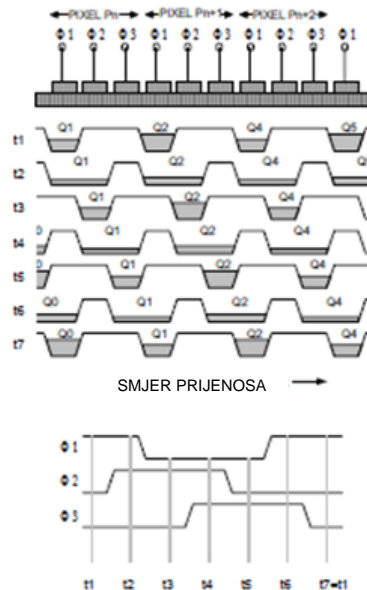 PIXEL Pn PIXEL Pn+1 PIXEL Pn+2
Φ1 Φ2 Φ3 Φ1 Φ2 Φ3 Φ1 Φ2 Φ3 Φ1
t1 Q1 Q2 Q4 Q5
t2 Q1 Q2 Q4
t3 Q1 Q2 Q4
t4 Q1 Q2 Q4
t5 Q1 Q2 Q4
t6 Q0 Q1 Q2 Q4
t7 Q0 Q1 Q2 Q4
SMJER PRIJENOSA
Φ1
Φ2
Φ3
t1 t2 t3 t4 t5 t6 t7=t1